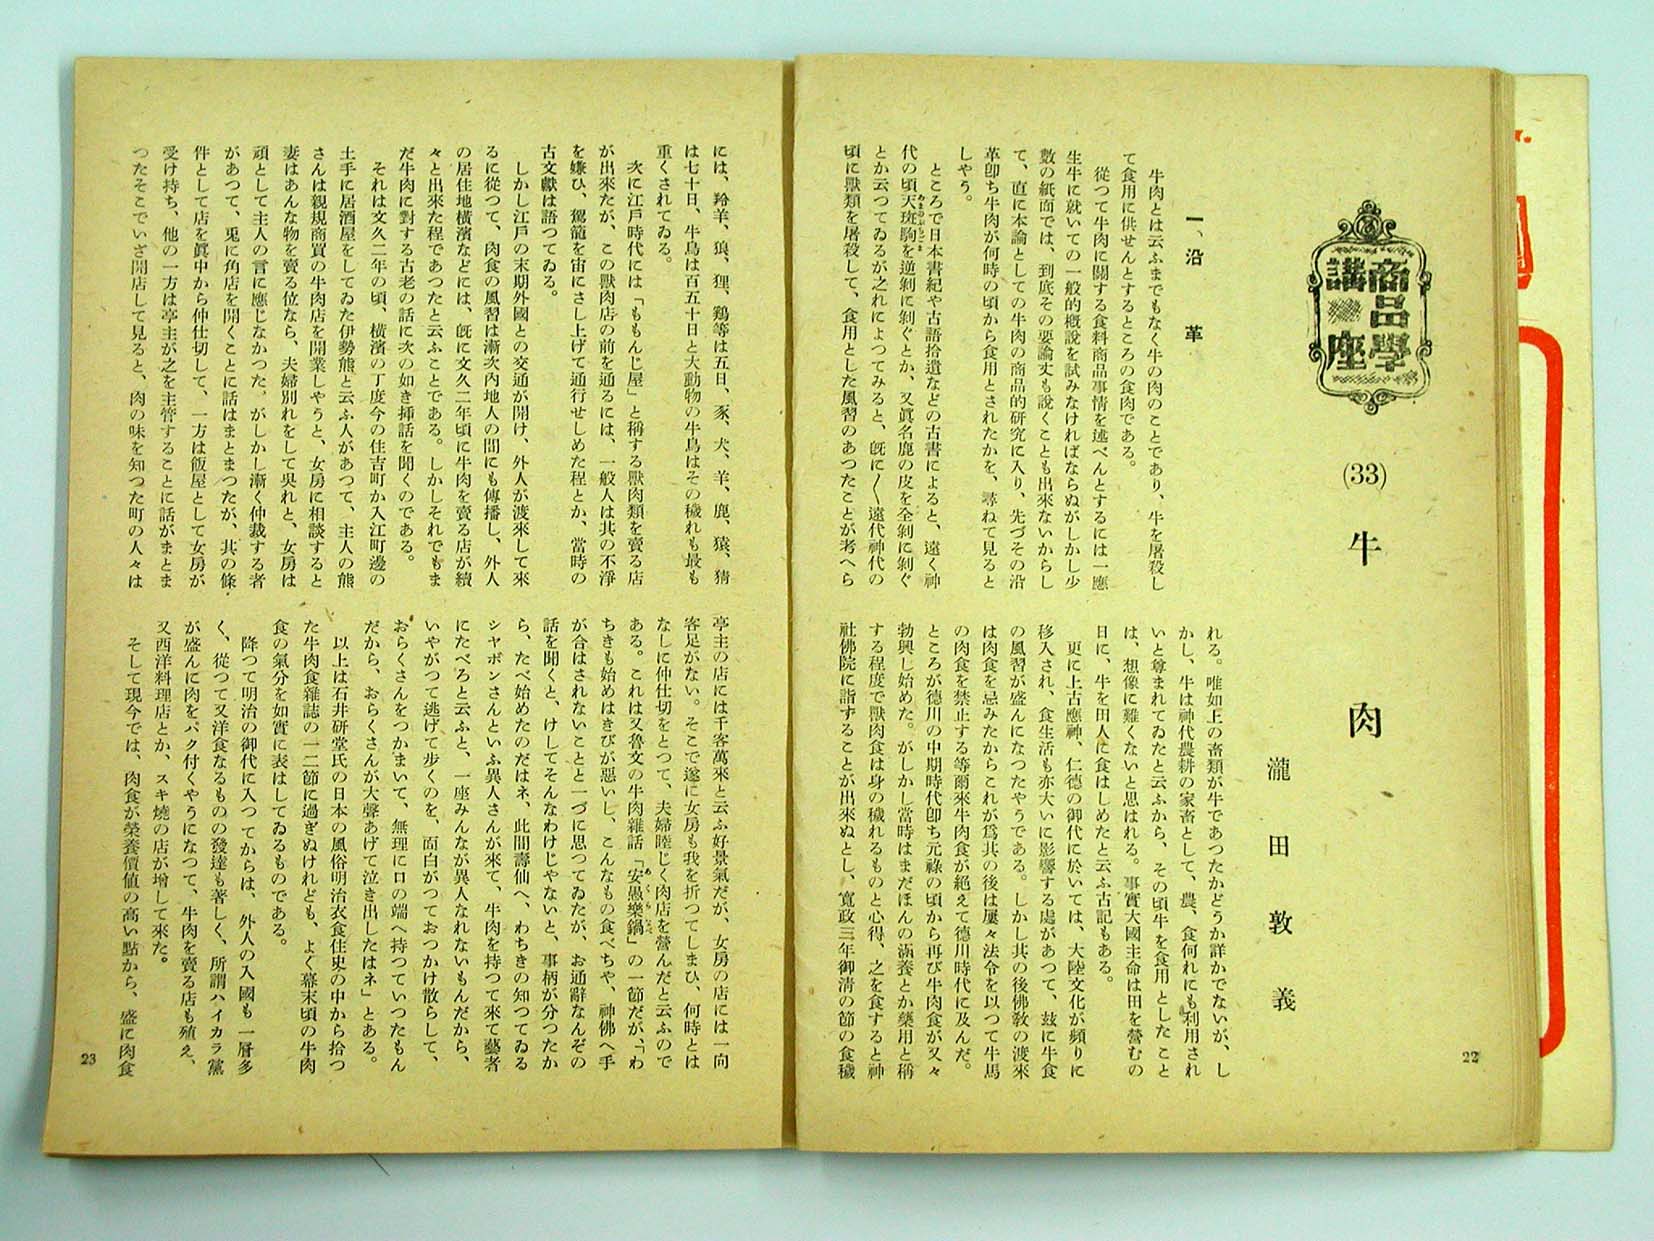 商品學
講座
(33)
牛肉
瀧田敦義
一、沿革
牛肉とは云ふまでもなく牛の肉のことであり、牛を屠殺し
て食用に供せんとするところの食肉である。
從つて牛肉に關する食料商品事情を述べんとするには一應
生牛に就いての一般的概說を試みなければならぬがしかし少
數の紙面では、到底その要論丈も說くことも出來ないからし
て、直に本論としての牛肉の商品的硏究に入り、先づその沿
革卽ち牛肉が何時の頃から食用とされたかを、尋ねて見ると
しやう。
ところで日本書紀や古語拾遺などの古書によると、遠く神
代の頃天班駒を逆剝に剝ぐとか、又眞名鹿の皮を全剝に剝ぐ
とか云つてゐるが之れによつてみると、旣に〱遠代神代の
頃に獸類を屠殺して、食用とした風習のあつたことが考へら
れる。唯如上の畜類が牛であつたかどうか詳かでないが、し
かし、牛は神代農耕の家畜として、農、食何れにも利用され
いと尊まれてゐたと云ふから、その頃牛を食用としたこと
は、想像に難くないと思はれる。事實大國主命は田を營むの
日に、牛を田人に食はしめたと云ふ古記もある。
更に上古應神、仁德の御代に於いては、大陸文化が頻りに
移入され、食生活も亦大いに影響する處があつて、玆に牛食
の風習が盛んになつたやうである。しかし其の後佛敎の渡來
は肉食を忌みたからこれが爲其の後は屢々法令を以つて牛馬
の肉食を禁止する等爾來牛肉食が絶えて德川時代に及んだ。
ところが德川の中期時代卽ち元祿の頃から再び牛肉食が又々
勃興し始めた。がしかし當時はまだほんの滋養とか藥用と稱
する程度で獸肉食は身の穢れるものと心得、之を食すると神
社佛院に詣ずることが出來ぬとし、寬政三年御淸の節の食穢
22
には、羚羊、狼、狸、鷄等は五日、豕、犬、羊、鹿、猿、猪
は七十日、牛鳥は百五十日と大動物の牛鳥はその穢れも最も
重くされてゐる。
次に江戶時代には「ももんじ屋」と稱する獸肉類を賣る店
が出來たが、この獸肉店の前を通るには、一般人は其の不淨
を嫌ひ、駕籠を宙にさし上げて通行せしめた程とか、當時の
古文獻は語つてゐる。
しかし江戶の末期外國との交通が開け、外人が渡來して來
るに從つて、肉食の風習は漸次內地人の間にも傳播し、外人
の居住地橫濱などには、旣に文久二年頃に牛肉を賣る店が續
々と出來た程であつたと云ふことである。しかしそれでもま
だ牛肉に對する古老の話に次の如き揷話を聞くのである。
それは文久二年の頃、橫濱の丁度今の住吉町か入江町邊の
土手に居酒屋をしてゐた伊勢熊と云ふ人があつて、主人の熊
さんは親規商買の牛肉店を開業しやうと、女房に相談すると
妻はあんな物を賣る位なら、夫婦別れをして吳れと、女房は
頑として主人の言に應じなかつた。がしかし漸く仲裁する者
があつて、兎に角店を開くことに話はまとまつたが、其の條
件として店を眞中から仲仕切して、一方は飯屋として女房が
受け持ち、他の一方は亭主が之を主管することに話がまとま
つたそこでいざ開店して見ると、肉の味を知つた町の人々は
亭主の店には千客萬來と云ふ好景氣だが、女房の店には一向
客足がない。そこで遂に女房も我を折つてしまひ、何時とは
なしに仲仕切をとつて、夫婦睦じく肉店を營んだと云ふので
ある。これは又魯文の牛肉雜話「安愚樂鍋」の一節だが、「わ
ちきも始めはきびが惡いし、こんなもの食べちや、神佛へ手
が合はされないことと一づに思つてゐたが、お通辭なんぞの
話を聞くと、けしてそんなわけじやないと、事柄が分つたか
ら、たべ始めたのだはネ、此間壽仙へ、わちきの知つてゐる
シヤボンさんといふ異人さんが來て、牛肉を持つて來て藝者
にたべろと云ふと、一座みんなが異人なれないもんだから、
いやがつて逃げて步くのを、面白がつておつかけ散らして、
おらくさんをつかまいて、無理に口の端へ持つていつたもん
だから、おらくさんが大聲あげて泣き出したはネ」とある。
以上は石井硏堂氏の日本の風俗明治衣食住史の中から拾つ
た牛肉食雜誌の一二節に過ぎぬけれども、よく幕末頃の牛肉
食の氣分を如實に表はしてゐるものである。
降つて明治の御代に入つてからは、外人の入國も一層多
く、從つて又洋食なるものの發達も著しく、所謂ハイカラ黨
が盛んに肉をパク付くやうになつて、牛肉を賣る店も殖え、
又西洋料理店とか、スキ燒の店が增して來た。
そして現今では、肉食が榮養價値の高い點から、盛に肉食
23